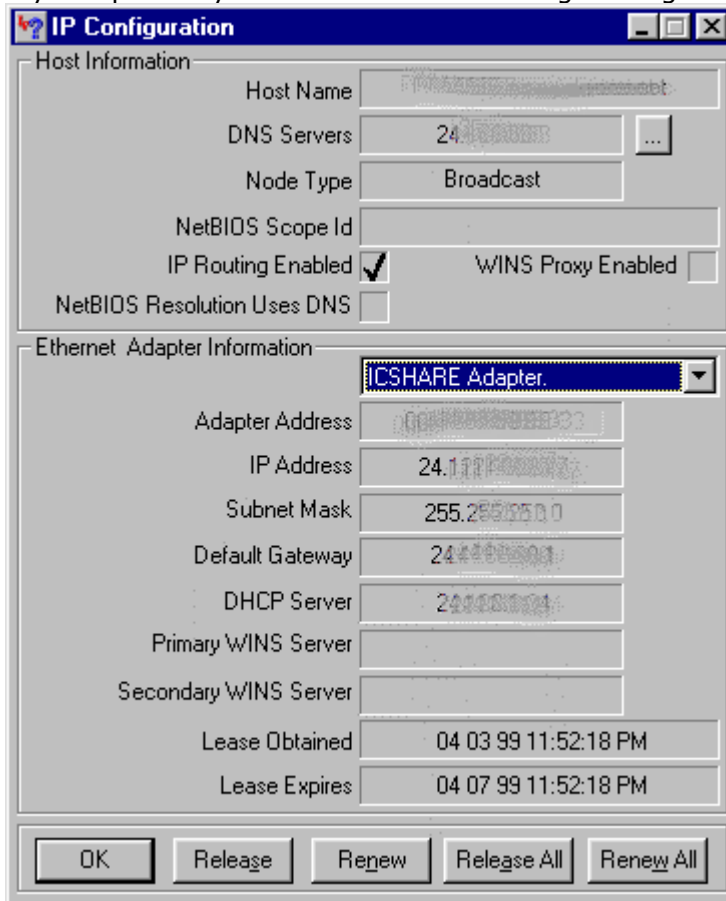 IP Configuration
Host Information
Host Name
DNS Servers 24. ...
Node Type Broadcast
NetBIOS Scope Id
IP Routing Enabled WINS Proxy Enabled
NetBIOS Resolution Uses DNS
Ethernet Adapter Information
ICSHARE Adapter.
Adapter Address
IP Address 24.
Subnet Mask 255.
Default Gateway
DHCP Server
Primary WINS Server
Secondary WINS Server
Lease Obtained 04 03 99 11:52:18 PM
Lease Expires 04 07 99 11:52:18 PM
OK Release Renew Release All Renew All